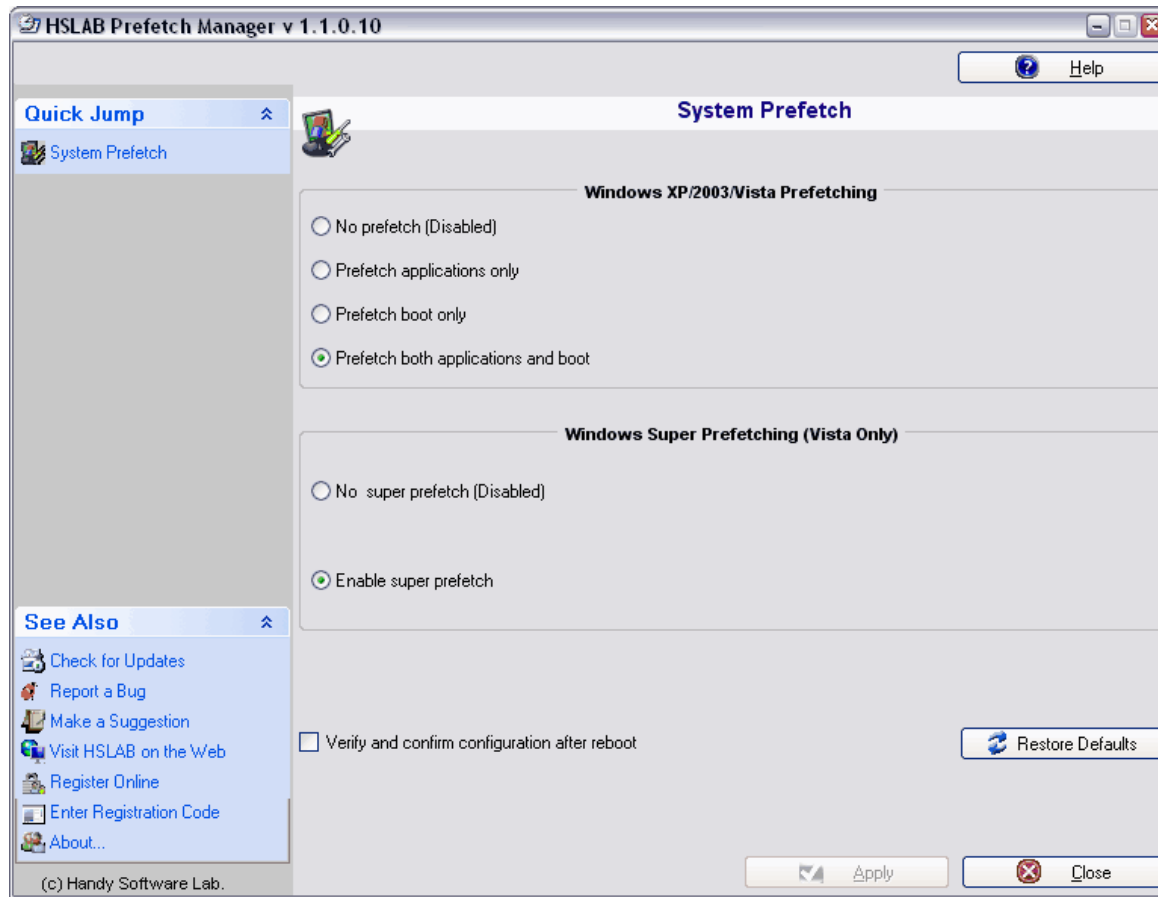 HSLAB Prefetch Manager v 1.1.0.10
Help
Quick Jump
System Prefetch
System Prefetch
Windows XP/2003/Vista Prefetching
No prefetch (Disabled)
Prefetch applications only
Prefetch boot only
Prefetch both applications and boot
Windows Super Prefetching (Vista Only)
No super prefetch (Disabled)
Enable super prefetch
See Also
Check for Updates
Report a Bug
Make a Suggestion
Visit HSLAB on the Web
Register Online
Enter Registration Code
About...
(c) Handy Software Lab.
Verify and confirm configuration after reboot
Restore Defaults
Apply
Close